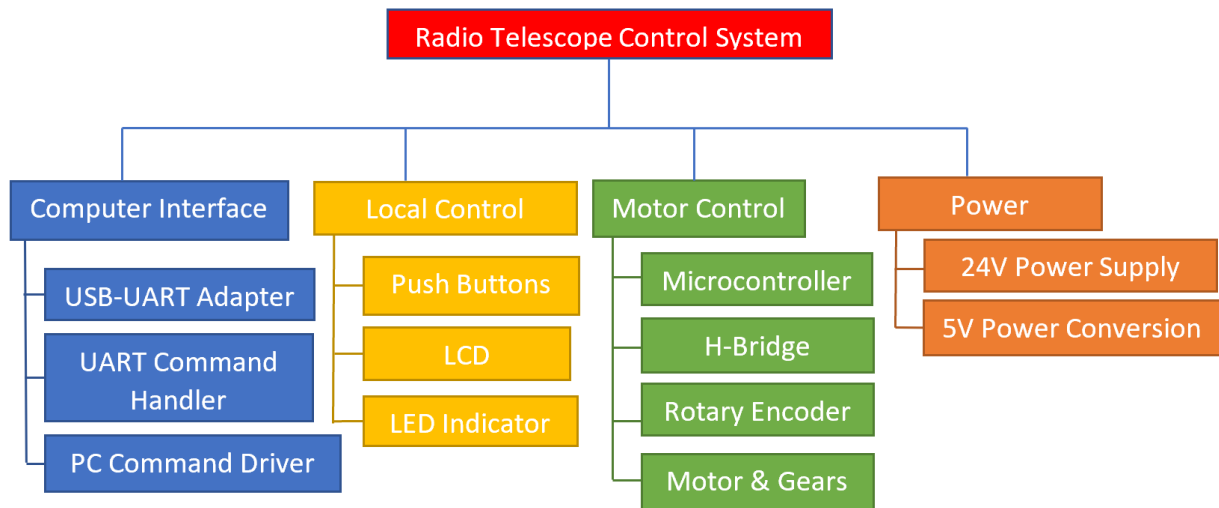 Radio Telescope Control System
Computer Interface
USB-UART Adapter
UART Command
Handler
PC Command Driver
Local Control
Push Buttons
LCD
LED Indicator
Motor Control
Microcontroller
H-Bridge
Rotary Encoder
Motor & Gears
Power
24V Power Supply
5V Power Conversion